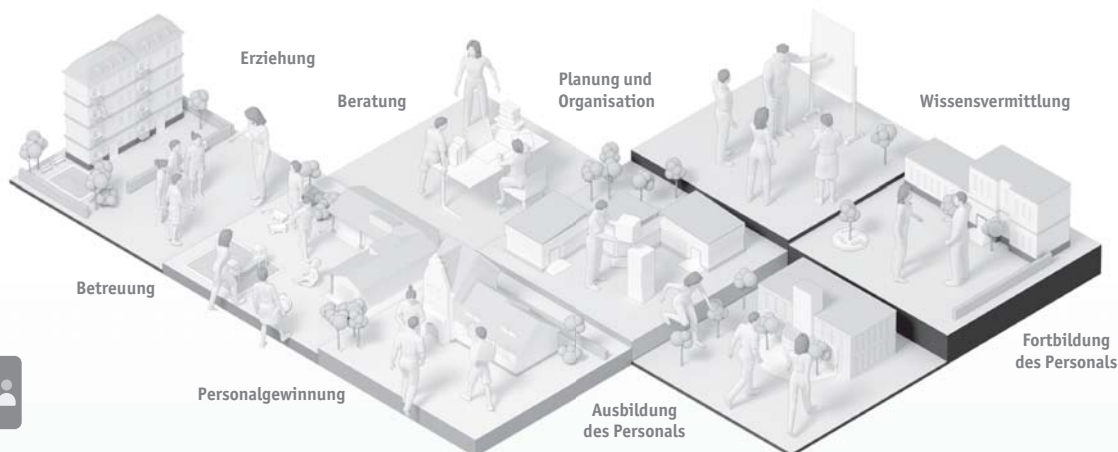 Erziehung
Beratung
Planung und
Organisation
Wissensvermittlung
Betreuung
Personalgewinnung
Ausbildung
des Personals
Fortbildung
des Personals